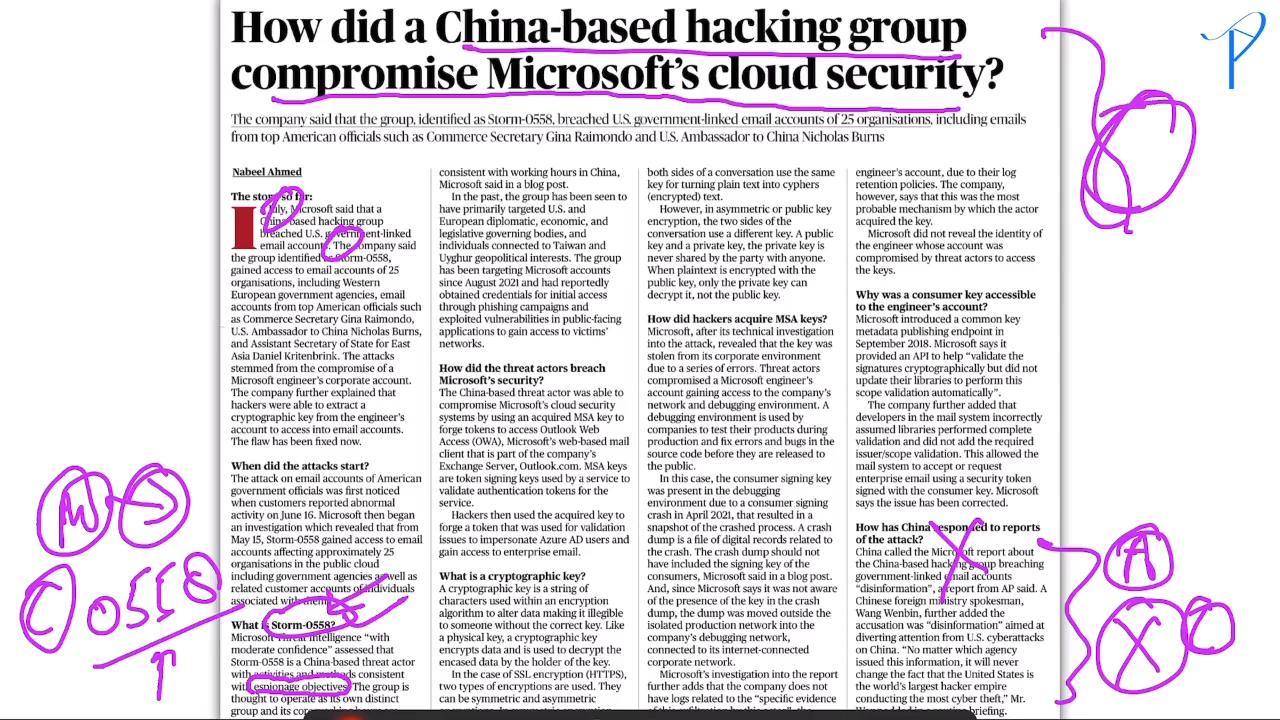 How did a China-based hacking group
compromise Microsoft's cloud security?
The company said that the group, identified as Storm-0558, breached U.S. government-linked email accounts of 25 organisations, including emails
from top American officials such as Commerce Secretary Gina Raimondo and U.S. Ambassador to China Nicholas Burns
Nabeel Ahmed
The story so far:
In July, Microsoft said that a
China-based hacking group
breached U.S. government-linked
email accounts. The company said
the group identified as Storm-0558,
gained access to email accounts of 25
organisations, including Western
European government agencies, email
accounts from top American officials such
as Commerce Secretary Gina Raimondo,
U.S. Ambassador to China Nicholas Burns,
and Assistant Secretary of State for East
Asia Daniel Kritenbrink. The attacks
stemmed from the compromise of a
Microsoft engineer's corporate account.
The company further explained that
hackers were able to extract a
cryptographic key from the engineer's
account to access into email accounts.
The flaw has been fixed now.
When did the attacks start?
The attack on email accounts of American
government officials was first noticed
when customers reported abnormal
activity on June 16. Microsoft then began
an investigation which revealed that from
May 15, Storm-0558 gained access to email
accounts affecting approximately 25
organisations in the public cloud
including government agencies as well as
related customer accounts of individuals
associated with them.
What is Storm-0558?
Microsoft Threat Intelligence "with
moderate confidence" assessed that
Storm-0558 is a China-based threat actor
with activities and methods consistent
with espionage objectives. The group is
thought to operate as its own distinct
group and its core
consistent with working hours in China,
Microsoft said in a blog post.
In the past, the group has been seen to
have primarily targeted U.S. and
European diplomatic, economic, and
legislative governing bodies, and
individuals connected to Taiwan and
Uyghur geopolitical interests. The group
has been targeting Microsoft accounts
since August 2021 and had reportedly
obtained credentials for initial access
through phishing campaigns and
exploited vulnerabilities in public-facing
applications to gain access to victims'
networks.
How did the threat actors breach
Microsoft's security?
The China-based threat actor was able to
compromise Microsoft's cloud security
systems by using an acquired MSA key to
forge tokens to access Outlook Web
Access (OWA), Microsoft's web-based mail
client that is part of the company's
Exchange Server, Outlook.com. MSA keys
are token signing keys used by a service to
validate authentication tokens for the
service.
Hackers then used the acquired key to
forge a token that was used for validation
issues to impersonate Azure AD users and
gain access to enterprise email.
What is a cryptographic key?
A cryptographic key is a string of
characters used within an encryption
algorithm to alter data making it illegible
to someone without the correct key. Like
a physical key, a cryptographic key
encrypts data and is used to decrypt the
encased data by the holder of the key.
In the case of SSL encryption (HTTPS),
two types of encryptions are used. They
can be symmetric and asymmetric
both sides of a conversation use the same
key for turning plain text into cyphers
(encrypted) text.
However, in asymmetric or public key
encryption, the two sides of the
conversation use a different key. A public
key and a private key, the private key is
never shared by the party with anyone.
When plaintext is encrypted with the
public key, only the private key can
decrypt it, not the public key.
How did hackers acquire MSA keys?
Microsoft, after its technical investigation
into the attack, revealed that the key was
stolen from its corporate environment
due to a series of errors. Threat actors
compromised a Microsoft engineer's
account gaining access to the company's
network and debugging environment. A
debugging environment is used by
companies to test their products during
production and fix errors and bugs in the
source code before they are released to
the public.
In this case, the consumer signing key
was present in the debugging
environment due to a consumer signing
crash in April 2021, that resulted in a
snapshot of the crashed process. A crash
dump is a file of digital records related to
the crash. The crash dump should not
have included the signing key of the
consumers, Microsoft said in a blog post.
And, since Microsoft says it was not aware
of the presence of the key in the crash
dump, the dump was moved outside the
isolated production network into the
company's debugging network,
connected to its internet-connected
corporate network.
Microsoft's investigation into the report
further adds that the company does not
have logs related to the "specific evidence
engineer's account, due to their log
retention policies. The company,
however, says that this was the most
probable mechanism by which the actor
acquired the key.
Microsoft did not reveal the identity of
the engineer whose account was
compromised by threat actors to access
the keys.
Why was a consumer key accessible
to the engineer's account?
Microsoft introduced a common key
metadata publishing endpoint in
September 2018. Microsoft says it
provided an API to help "validate the
signatures cryptographically but did not
update their libraries to perform this
scope validation automatically".
The company further added that
developers in the mail system incorrectly
assumed libraries performed complete
validation and did not add the required
issuer/scope validation. This allowed the
mail system to accept or request
enterprise email using a security token
signed with the consumer key. Microsoft
says the issue has been corrected.
How has China responded to reports
of the attack?
China called the Microsoft report about
the China-based hacking group breaching
government-linked email accounts
"disinformation", a report from AP said. A
Chinese foreign ministry spokesman,
Wang Wenbin, further added the
accusation was "disinformation" aimed at
diverting attention from U.S. cyberattacks
on China. "No matter which agency
issued this information, it will never
change the fact that the United States is
the world's largest hacker empire
conducting the most cyber theft," Mr.
briefing.
M S
C 0558
A
X C
P